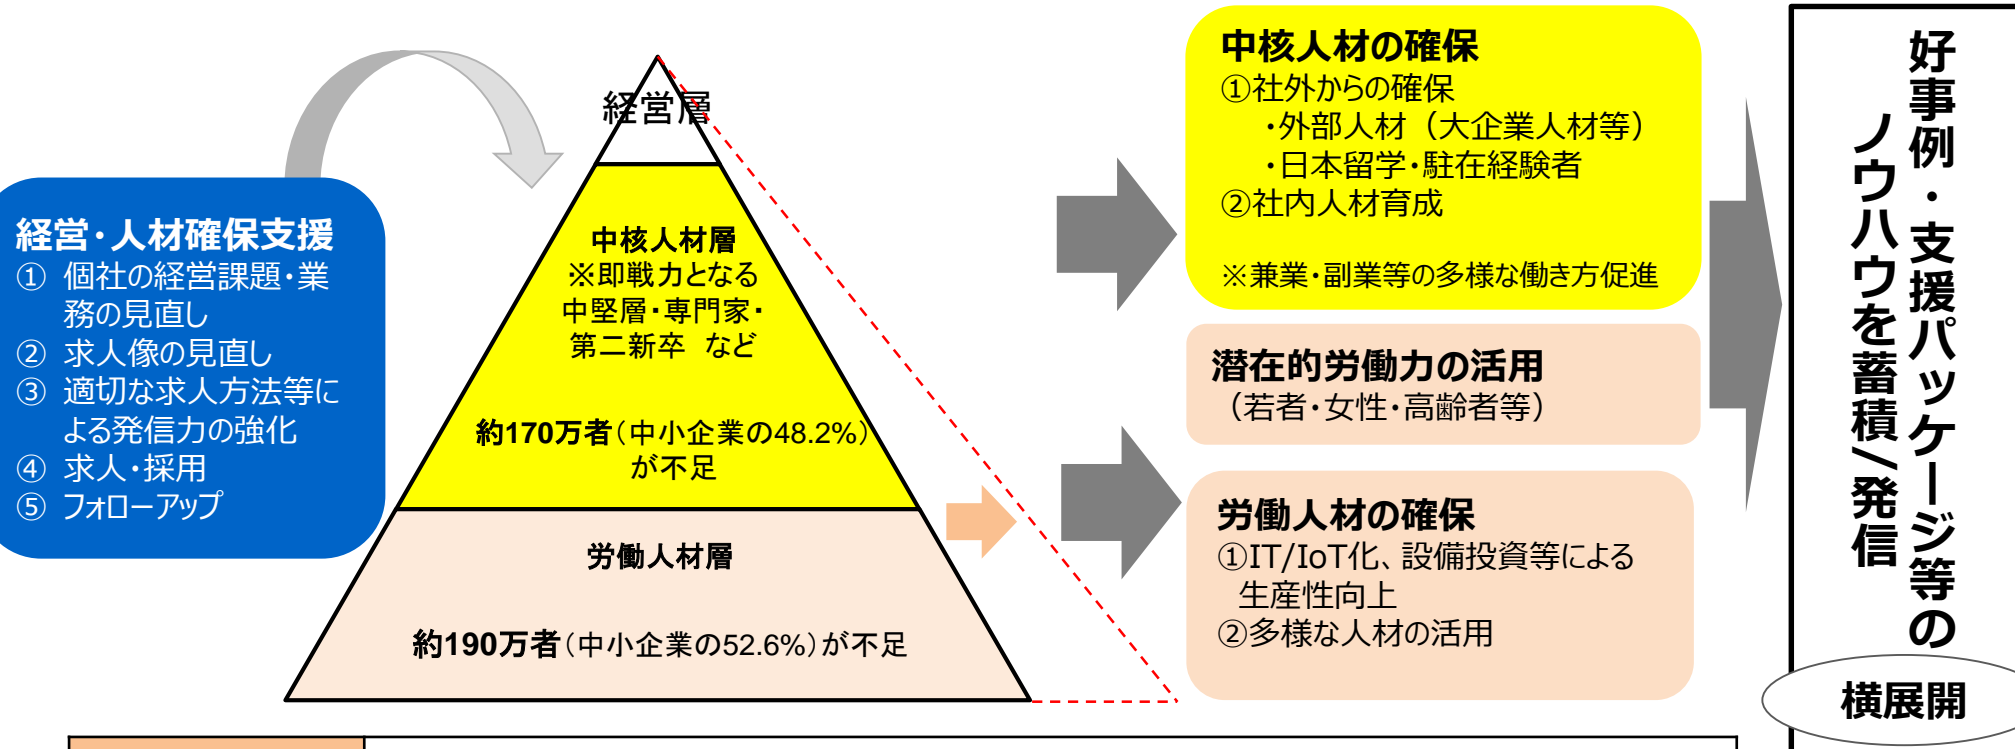 経営・人材確保支援
① 個社の経営課題・業
務の見直し
② 求人像の見直し
③ 適切な求人方法等に
よる発信力の強化
④ 求人・採用
⑤ フォローアップ
経営層
中核人材層
※即戦力となる
中堅層・専門家・
第二新卒 など
約170万者（中小企業の48.2%）
が不足
労働人材層
約190万者（中小企業の52.6%）が不足
中核人材の確保
①社外からの確保
・外部人材（大企業人材等）
・日本留学・駐在経験者
②社内人材育成
※兼業・副業等の多様な働き方促進
潜在的労働力の活用
（若者・女性・高齢者等）
労働人材の確保
①IT/IoT化、設備投資等による
生産性向上
②多様な人材の活用
好事例・支援パッケージ等の
ノウハウを蓄積/発信
横展開